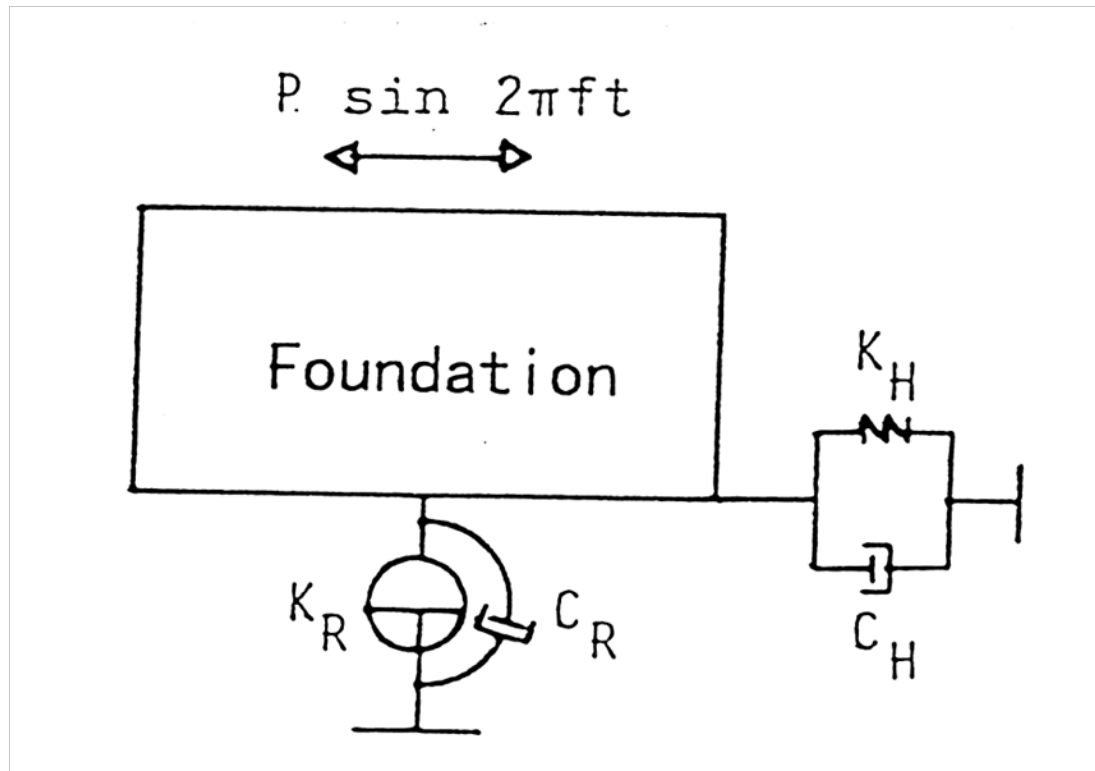 P. sin 2πft
Foundation
K_H
K_R
C_R
C_H